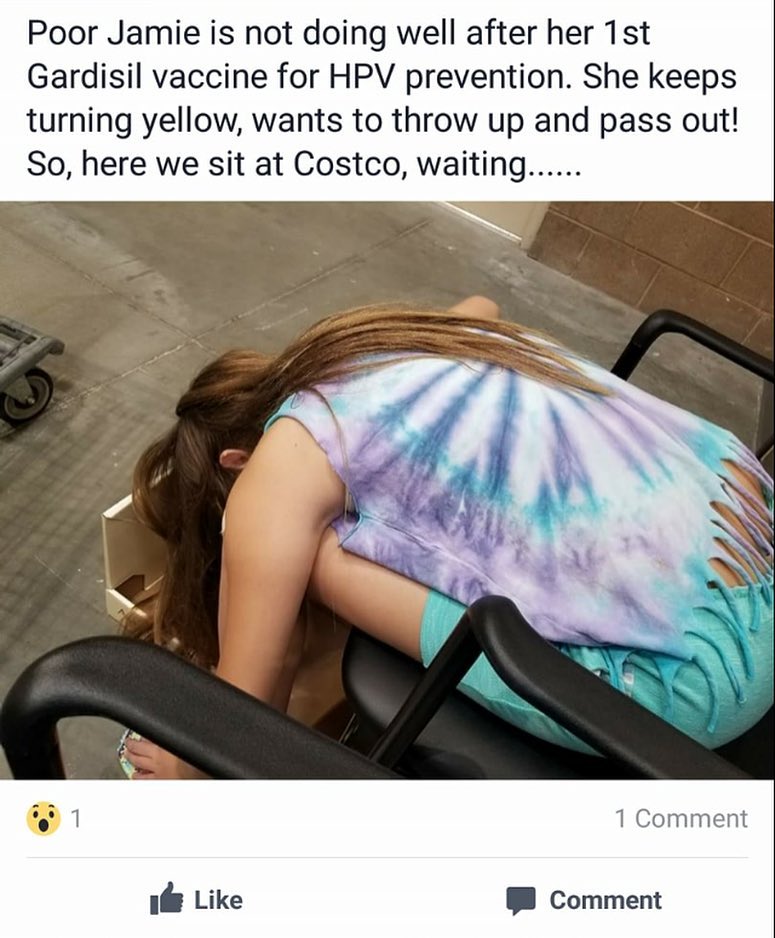 Poor Jamie is not doing well after her 1st
Gardisil vaccine for HPV prevention. She keeps
turning yellow, wants to throw up and pass out!
So, here we sit at Costco, waiting......
1
1 Comment
Like
Comment